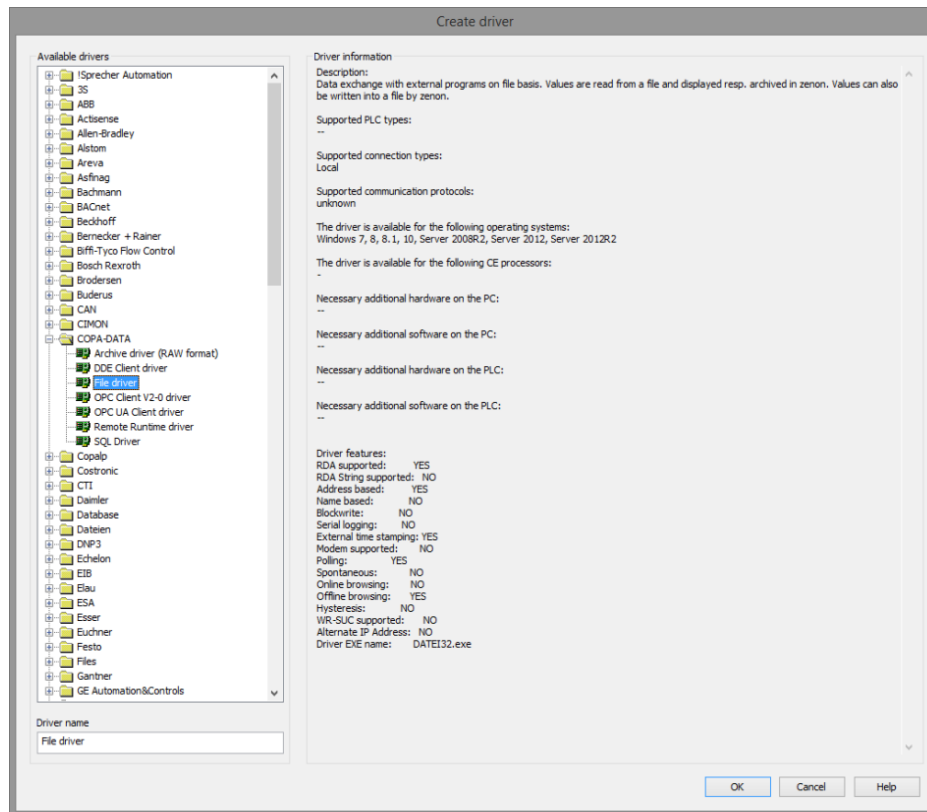 Create driver
Available drivers
!Sprecher Automation
3S
ABB
Actisense
Allen-Bradley
Alstom
Areva
Asfinag
Bachmann
BACnet
Beckhoff
Bernecker + Rainer
Biffi-Tyco Flow Control
Bosch Rexroth
Brodersen
Buderus
CAN
CIMON
COPA-DATA
Archive driver (RAW format)
DDE Client driver
File driver
OPC Client V2-0 driver
OPC UA Client driver
Remote Runtime driver
SQL Driver
Copalp
Costronic
CTI
Daimler
Database
Dateien
DNP3
Echelon
EIB
Elau
ESA
Esser
Euchner
Festo
Files
Gantner
GE Automation&Controls
Driver name
File driver
Driver information
Description:
Data exchange with external programs on file basis. Values are read from a file and displayed resp. archived in zenon. Values can also
be written into a file by zenon.
Supported PLC types:
--
Supported connection types:
Local
Supported communication protocols:
unknown
The driver is available for the following operating systems:
Windows 7, 8, 8.1, 10, Server 2008R2, Server 2012, Server 2012R2
The driver is available for the following CE processors:
-
Necessary additional hardware on the PC:
--
Necessary additional software on the PC:
--
Necessary additional hardware on the PLC:
--
Necessary additional software on the PLC:
--
Driver features:
RDA supported: YES
RDA String supported: NO
Address based: YES
Name based: NO
Blockwrite: NO
Serial logging: NO
External time stamping: YES
Modem supported: NO
Polling: YES
Spontaneous: NO
Online browsing: NO
Offline browsing: YES
Hysteresis: NO
WR-SUC supported: NO
Alternate IP Address: NO
Driver EXE name: DATEI32.exe
OK Cancel Help